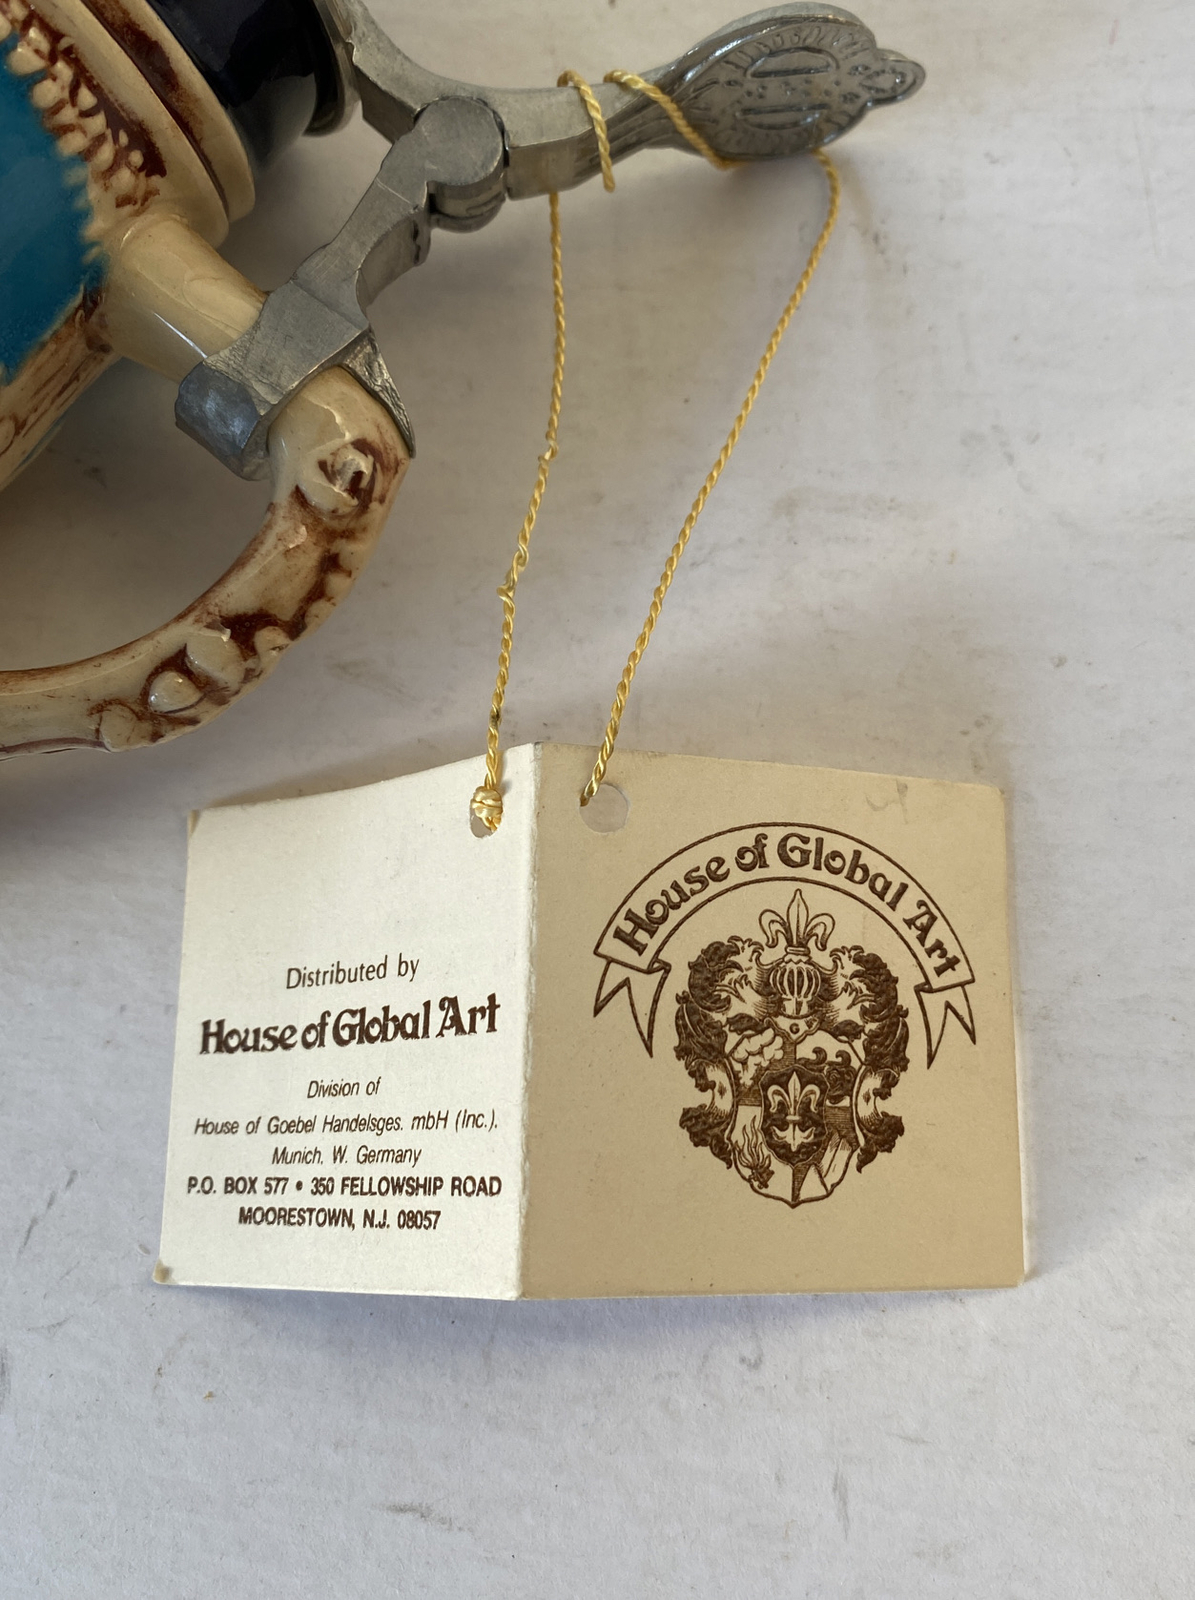 Distributed by
House of Global Art
Division of
House of Goebel Handelsges. mbH (Inc.),
Munich, W. Germany
P.O. BOX 577 • 350 FELLOWSHIP ROAD
MOORESTOWN, N.J. 08057
House of Global Art
G